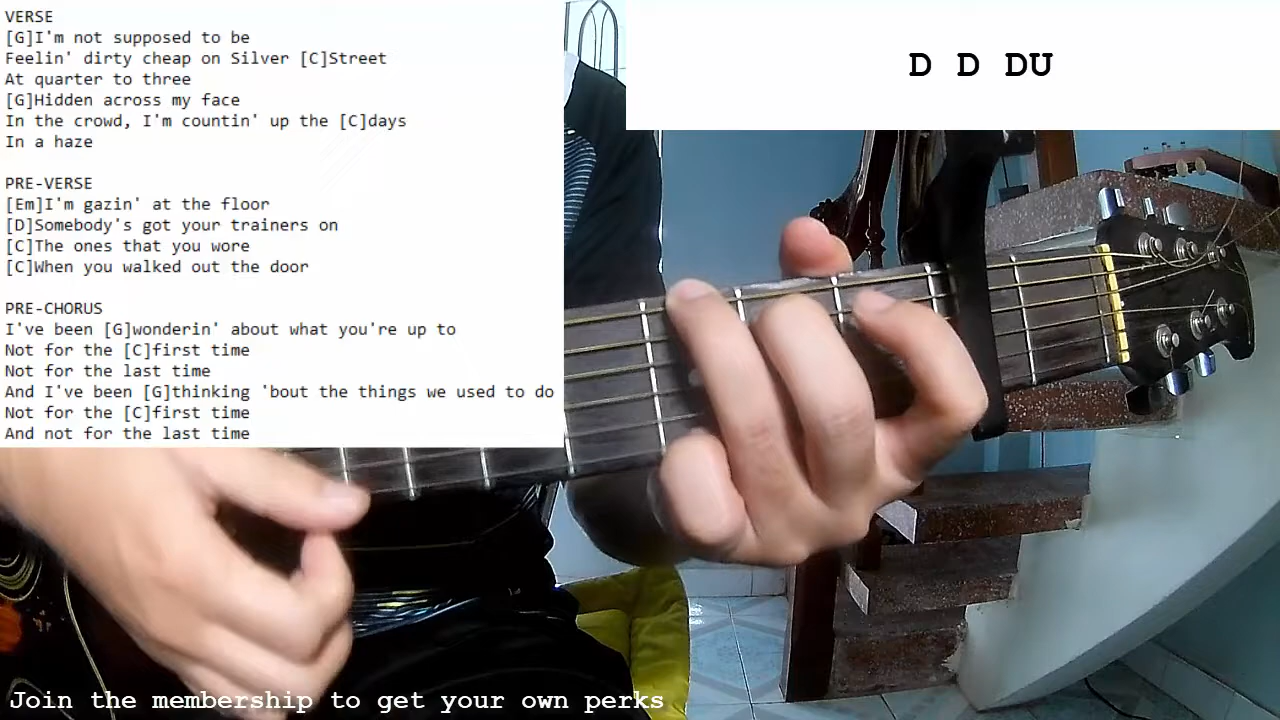 VERSE
[G]I'm not supposed to be
Feelin' dirty cheap on Silver [C]Street
At quarter to three
[G]Hidden across my face
In the crowd, I'm countin' up the [C]days
In a haze
PRE-VERSE
[Em]I'm gazin' at the floor
[D]Somebody's got your trainers on
[C]The ones that you wore
[C]When you walked out the door
PRE-CHORUS
I've been [G]wonderin' about what you're up to
Not for the [C]first time
Not for the last time
And I've been [G]thinking 'bout the things we used to do
Not for the [C]first time
And not for the last time
D D DU
Join the membership to get your own perks